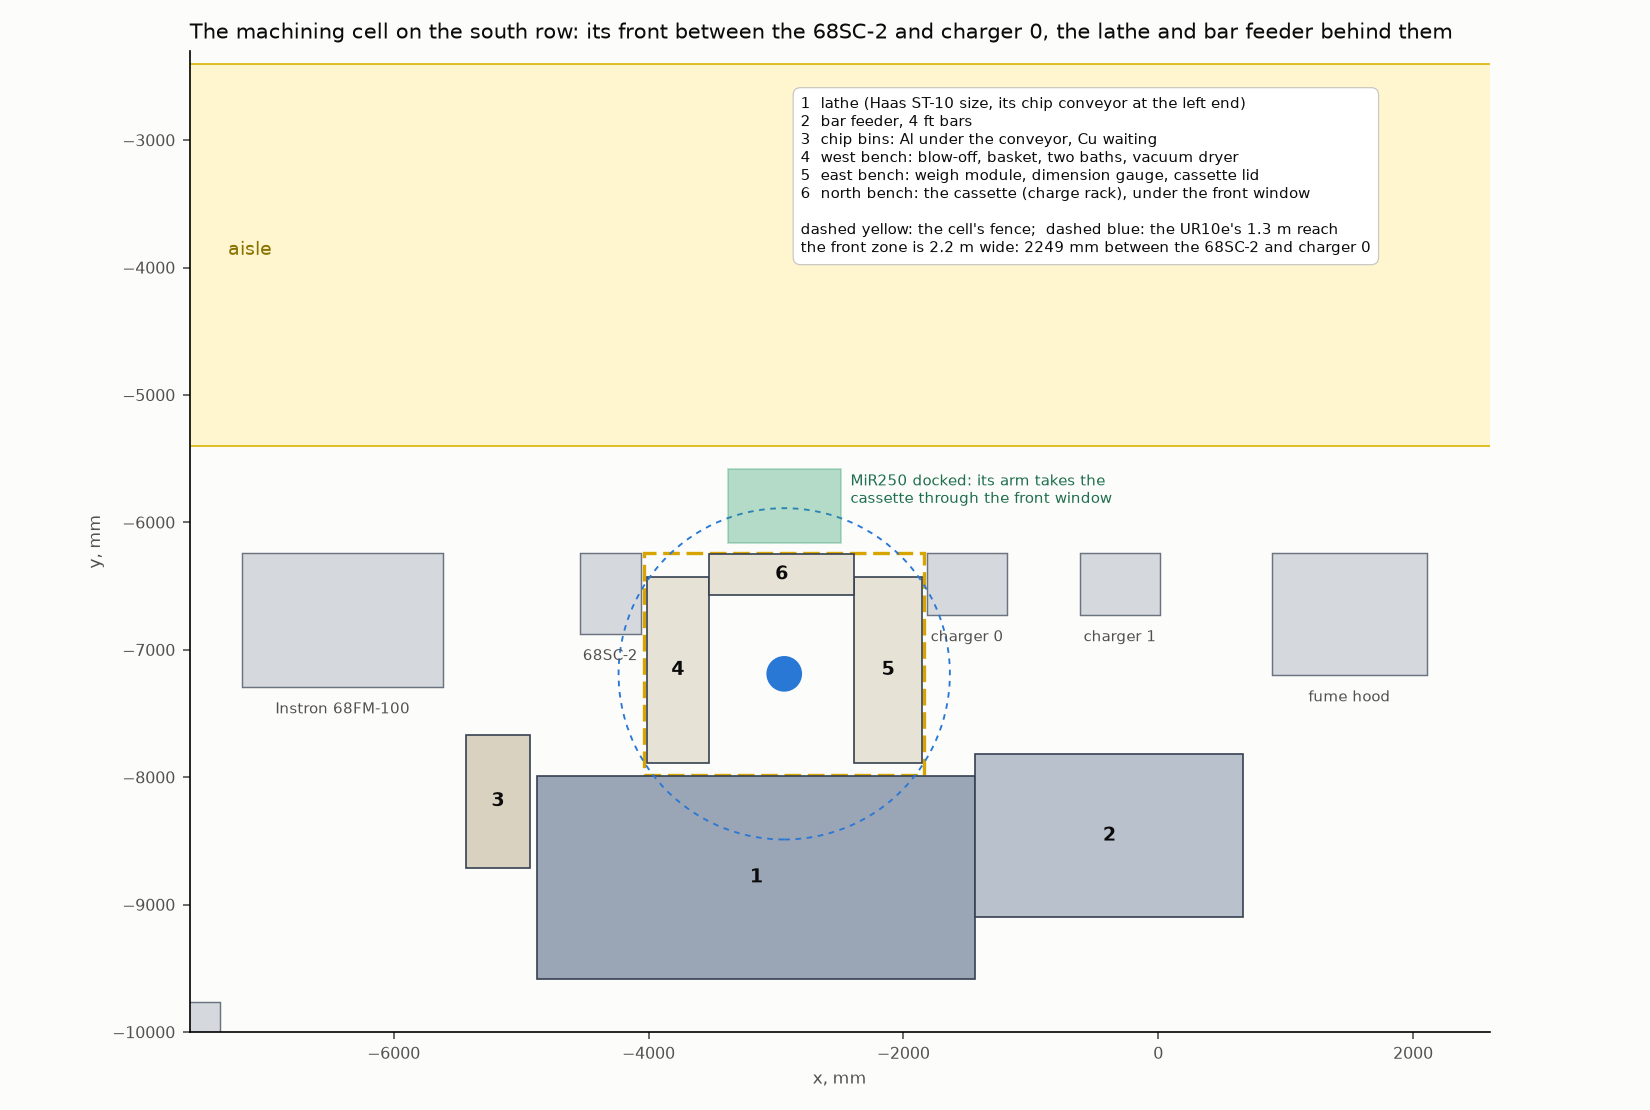 The machining cell on the south row: its front between the 68SC-2 and charger 0, the lathe and bar feeder behind them
1 lathe (Haas ST-10 size, its chip conveyor at the left end)
2 bar feeder, 4 ft bars
3 chip bins: Al under the conveyor, Cu waiting
4 west bench: blow-off, basket, two baths, vacuum dryer
5 east bench: weigh module, dimension gauge, cassette lid
6 north bench: the cassette (charge rack), under the front window
dashed yellow: the cell's fence; dashed blue: the UR10e's 1.3 m reach
the front zone is 2.2 m wide: 2249 mm between the 68SC-2 and charger 0
aisle
MiR250 docked: its arm takes the
cassette through the front window
6
4
5
68SC-2
charger 0
charger 1
fume hood
Instron 68FM-100
3
1
2
−3000
−4000
−5000
−6000
−7000
−8000
−9000
−10000
y, mm
−6000
−4000
−2000
0
2000
x, mm